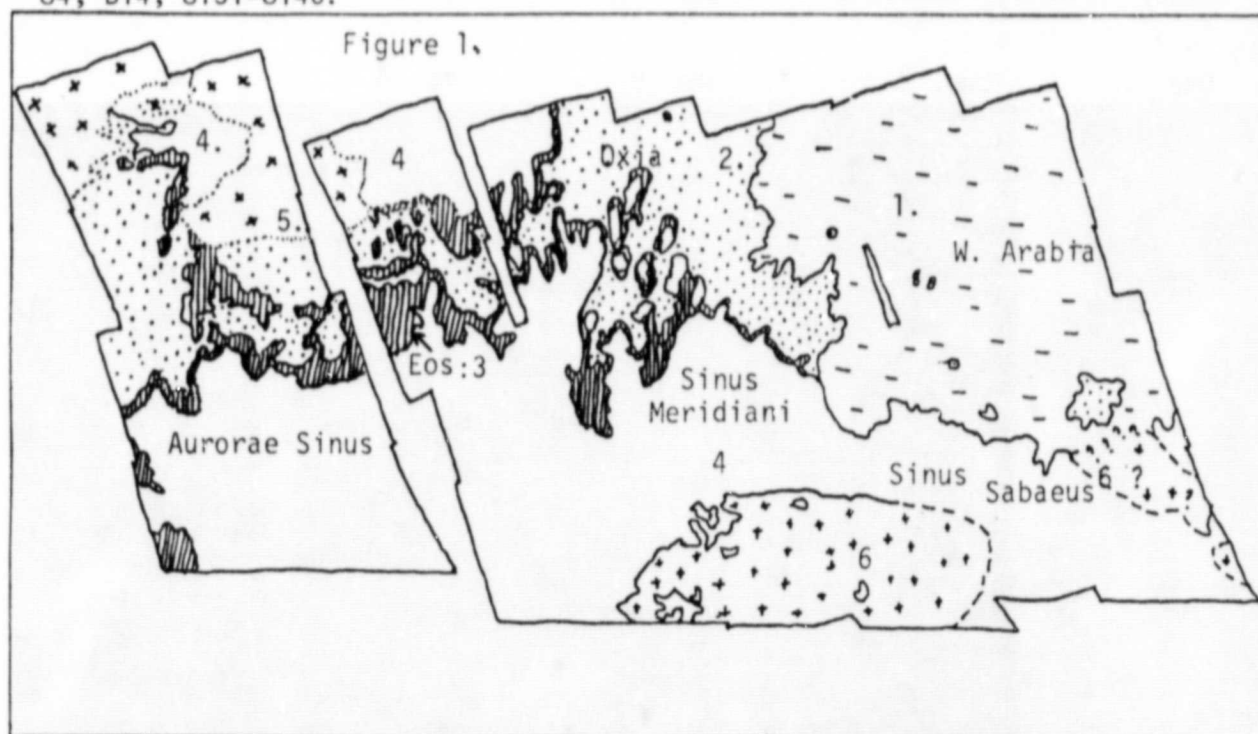 Figure 1.
4.
5
4
Oxia
2.
1.
W. Arabia
Eos:3
Sinus
Meridiani
Aurorae Sinus
4
Sinus
Sabaeus
6 ?
6